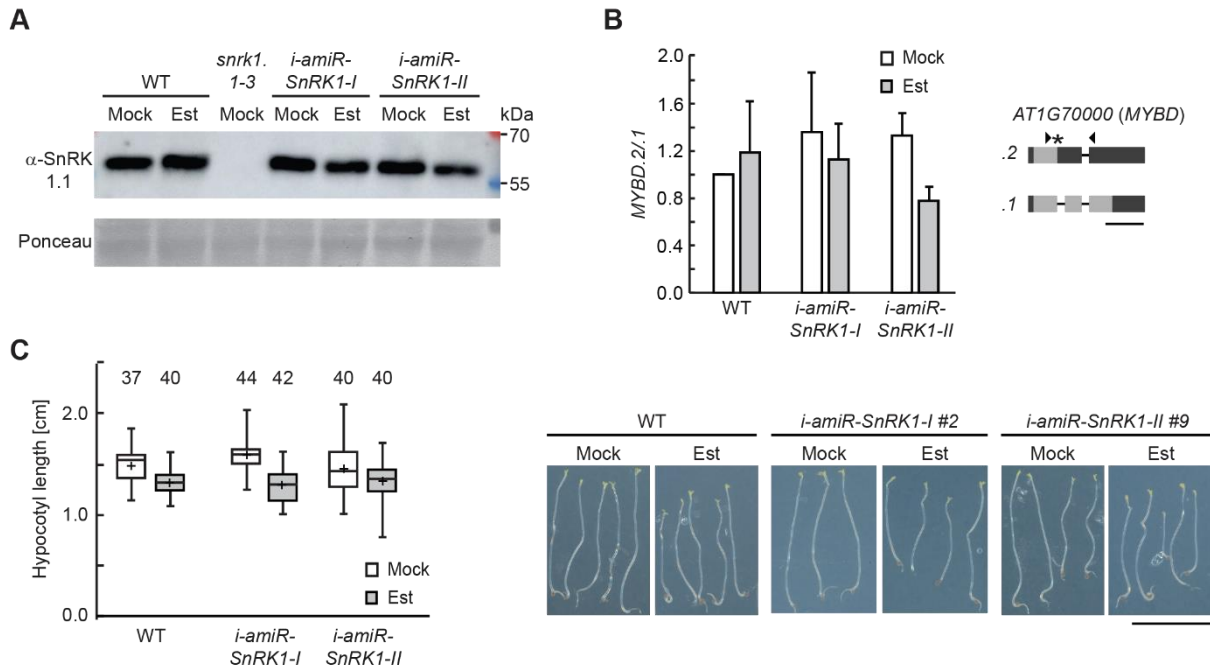 A
WT
snrk1.
1-3
i-amiR-
SnRK1-I
i-amiR-
SnRK1-II
Mock Est Mock Mock Est Mock Est kDa
α-SnRK
1.1
70
55
Ponceau
B
MYBD.2/.1
2.0
1.6
1.2
0.8
0.4
0.0
Mock
Est
WT
i-amiR-
SnRK1-I
i-amiR-
SnRK1-II
AT1G70000 (MYBD)
*
.2
.1
C
Hypocotyl length [cm]
2.0
1.0
0.0
37 40 44 42 40 40
Mock
Est
WT
i-amiR-
SnRK1-I
i-amiR-
SnRK1-II
WT i-amiR-SnRK1-I #2 i-amiR-SnRK1-II #9
Mock Est Mock Est Mock Est